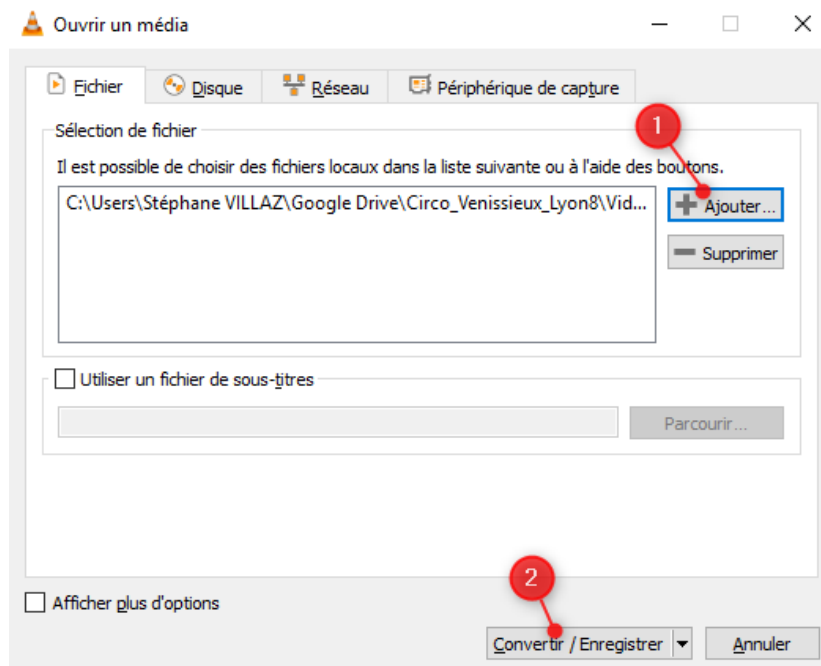 Ouvrir un média
Fichier Disque Réseau Périphérique de capture
Sélection de fichier
1
Il est possible de choisir des fichiers locaux dans la liste suivante ou à l'aide des boutons.
C:\Users\Stéphane VILLAZ\Google Drive\Circo_Venissieux_Lyon8\Vid...
Ajouter...
Supprimer
Utiliser un fichier de sous-titres
Parcourir...
2
Afficher plus d'options
Convertir / Enregistrer Annuler